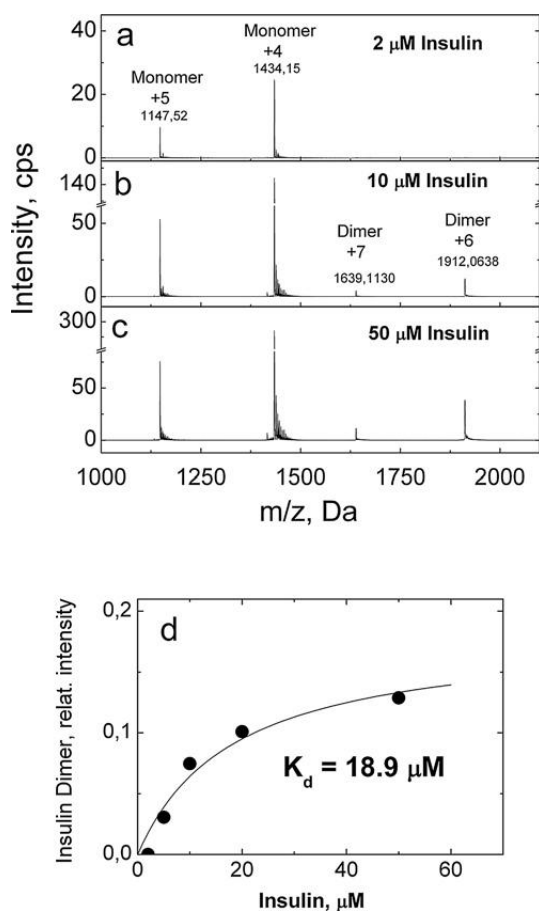 a
Monomer
+4
1434,15
2 μM Insulin
Monomer
+5
1147,52
40
20
0
b
10 μM Insulin
140
50
0
Dimer
+7
1639,1130
Dimer
+6
1912,0638
c
50 μM Insulin
300
50
0
Intensity, cps
1000 1250 1500 1750 2000
m/z, Da
d
0,2
0,1
0,0
Insulin Dimer, relat. intensity
Kd = 18.9 μM
0 20 40 60
Insulin, μM